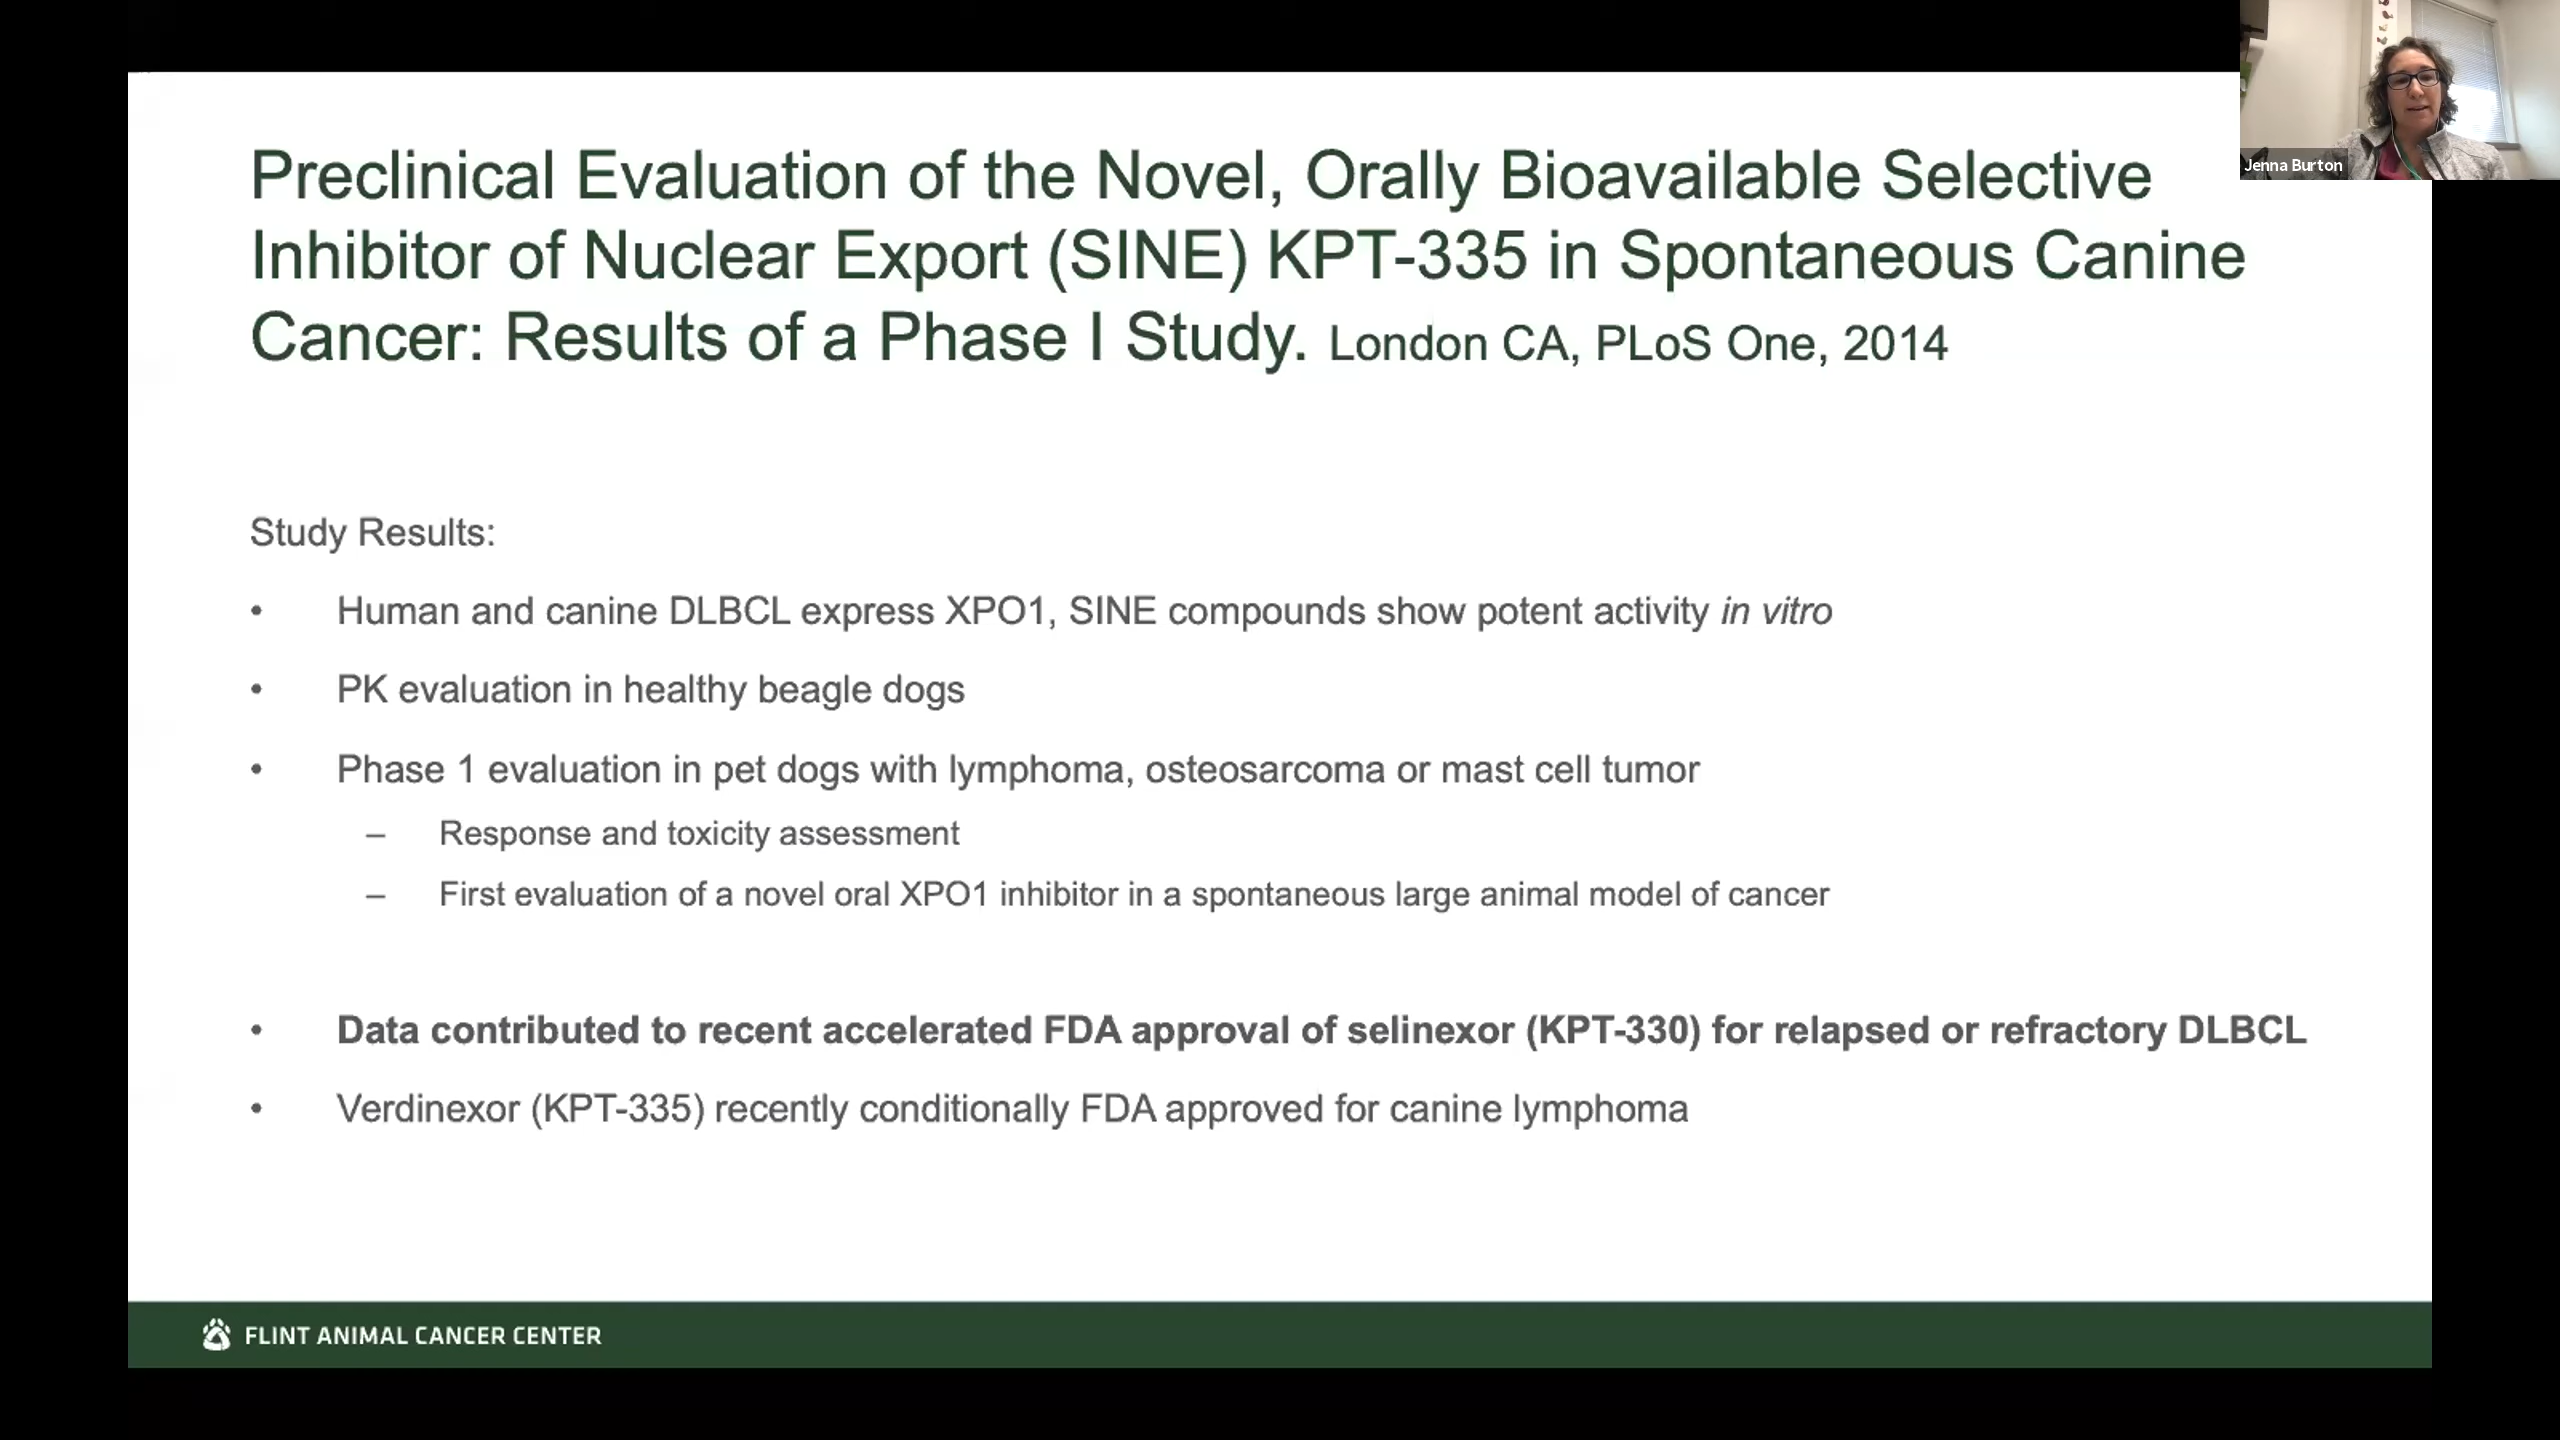 Preclinical Evaluation of the Novel, Orally Bioavailable Selective
Inhibitor of Nuclear Export (SINE) KPT-335 in Spontaneous Canine
Cancer: Results of a Phase I Study. London CA, PLoS One, 2014
Jenna Burton
Study Results:
• Human and canine DLBCL express XPO1, SINE compounds show potent activity in vitro
• PK evaluation in healthy beagle dogs
• Phase 1 evaluation in pet dogs with lymphoma, osteosarcoma or mast cell tumor
– Response and toxicity assessment
– First evaluation of a novel oral XPO1 inhibitor in a spontaneous large animal model of cancer
• Data contributed to recent accelerated FDA approval of selinexor (KPT-330) for relapsed or refractory DLBCL
• Verdinexor (KPT-335) recently conditionally FDA approved for canine lymphoma
FLINT ANIMAL CANCER CENTER